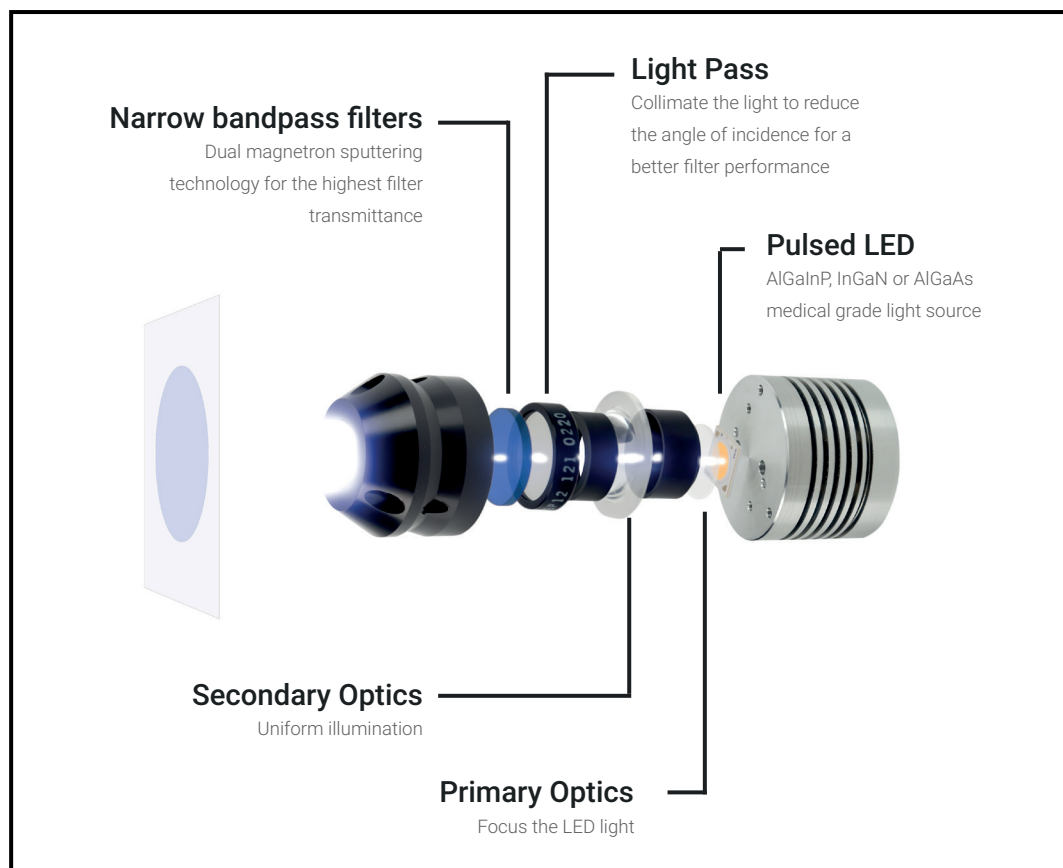 Light Pass
Collimate the light to reduce
the angle of incidence for a
better filter performance
Narrow bandpass filters
Dual magnetron sputtering
technology for the highest filter
transmittance
Pulsed LED
AlGaInP, InGaN or AlGaAs
medical grade light source
12 121 0220
Secondary Optics
Uniform illumination
Primary Optics
Focus the LED light